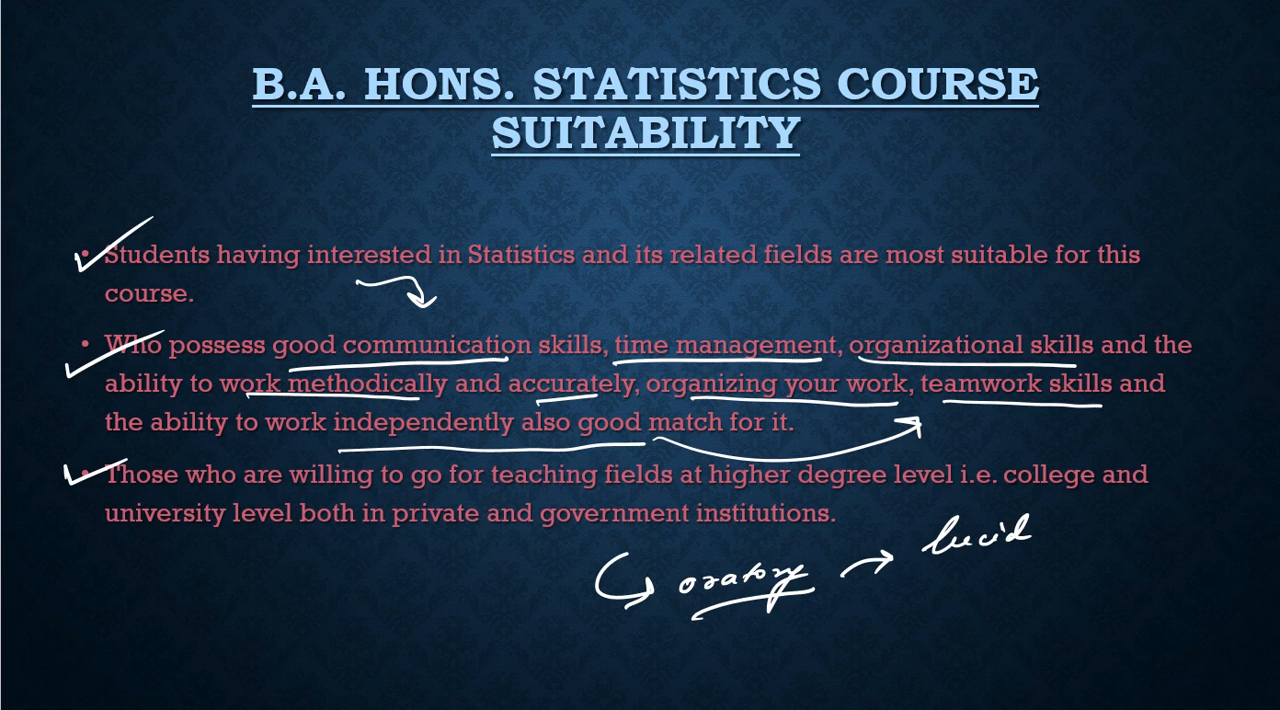 B.A. HONS. STATISTICS COURSE
SUITABILITY
• Students having interested in Statistics and its related fields are most suitable for this
course.
• Who possess good communication skills, time management, organizational skills and the
ability to work methodically and accurately, organizing your work, teamwork skills and
the ability to work independently also good match for it.
• Those who are willing to go for teaching fields at higher degree level i.e. college and
university level both in private and government institutions.
oratory → lucid